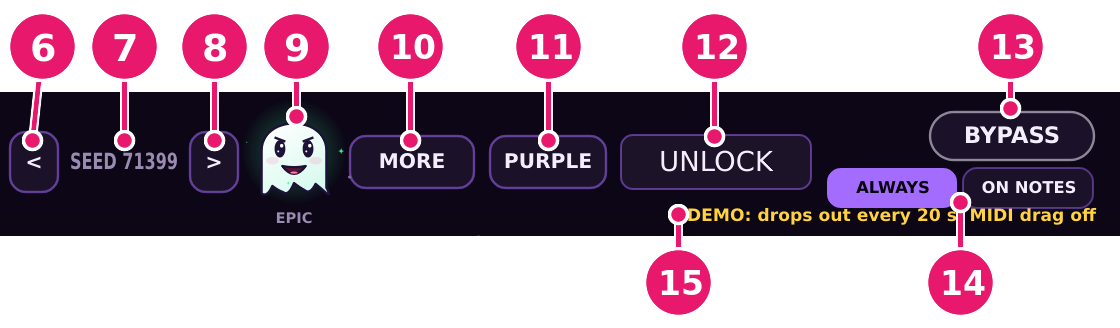 6 7 8 9 10 11 12 13
< SEED 71399 > MORE PURPLE UNLOCK BYPASS
ALWAYS ON NOTES
EPIC DEMO: drops out every 20 s MIDI drag off
15 14